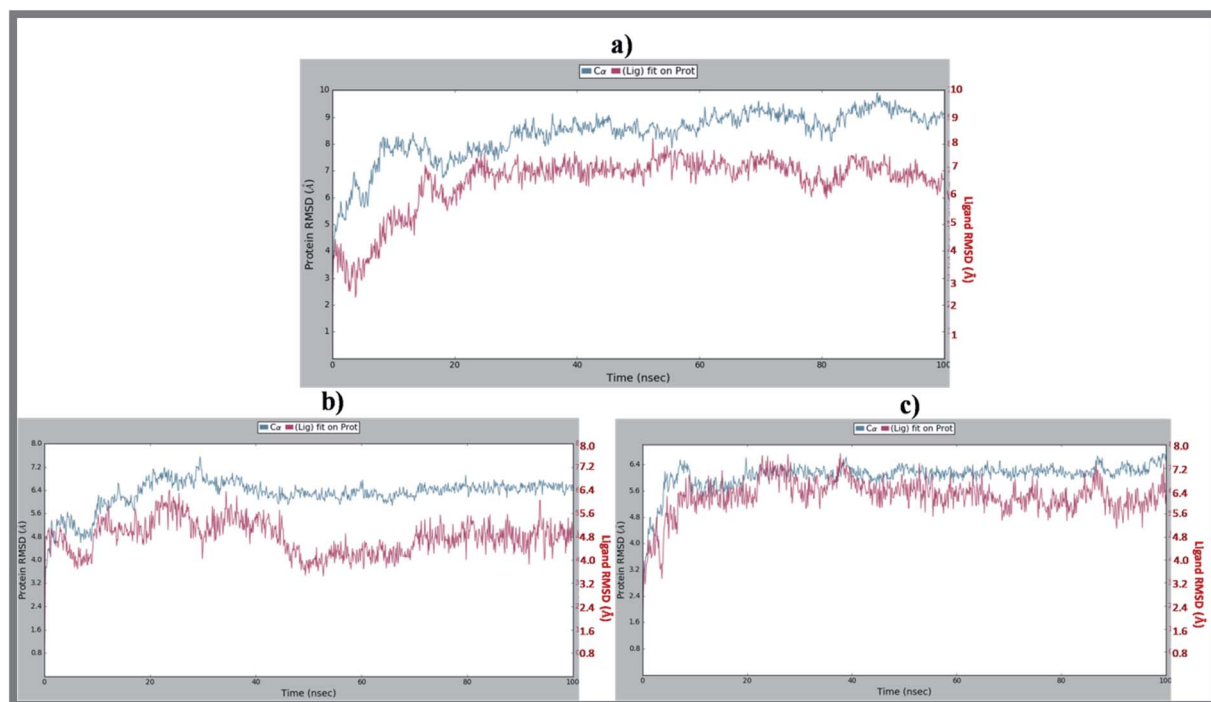 a)
Cα (Lig) fit on Prot
10 10
9 9
8 8
7 7
6 6
5 5
4 4
3 3
2 2
1 1
Protein RMSD (Å)
Ligand RMSD (Å)
0 20 40 60 80 100
Time (nsec)
b)
Cα (Lig) fit on Prot
8.0 8.0
7.2 7.2
6.4 6.4
5.6 5.6
4.8 4.8
4.0 4.0
3.2 3.2
2.4 2.4
1.6 1.6
0.8 0.8
Protein RMSD (Å)
Ligand RMSD (Å)
0 20 40 60 80 100
Time (nsec)
c)
Cα (Lig) fit on Prot
8.0
6.4 7.2
5.6 6.4
4.8 5.6
4.0 4.8
3.2 4.0
2.4 3.2
1.6 2.4
0.8 1.6
0.8
Protein RMSD (Å)
Ligand RMSD (Å)
0 20 40 60 80 100
Time (nsec)